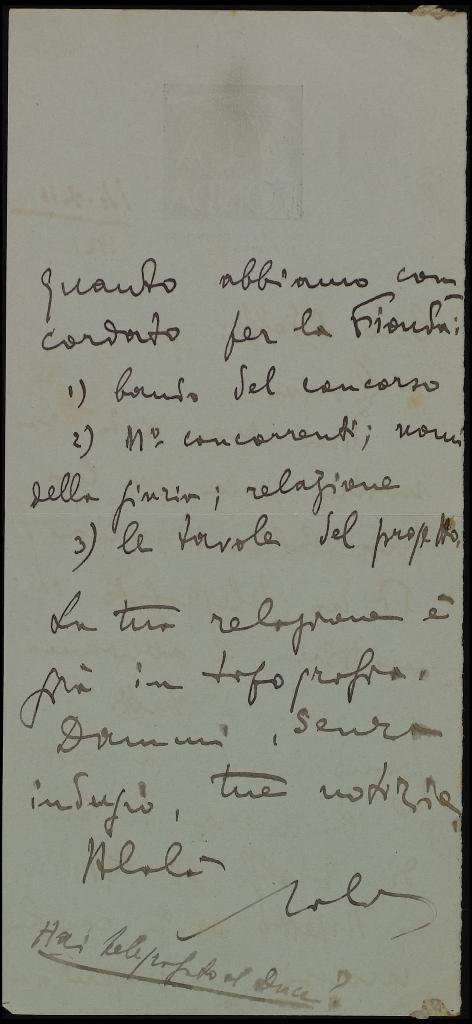 quanto abbiamo con
cordato per la Fionda:
1) bando del concorso
2) N.o concorrenti; nomi
della giuria; relazione
3) le tavole del progetto.
La tua relazione è
già in tipografia.
Dammi, senza
indugio, tue notizie.
Alalà
Hai telegrafato al Duce?